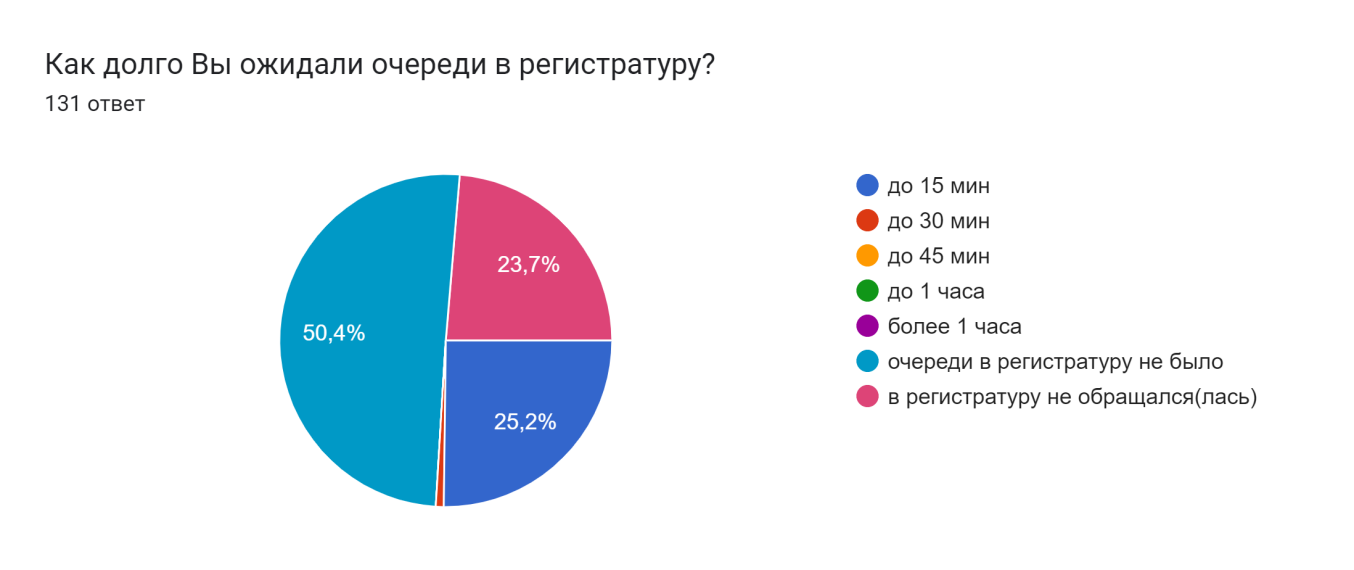 Как долго Вы ожидали очереди в регистратуру?
131 ответ
до 15 мин
до 30 мин
до 45 мин
до 1 часа
более 1 часа
очереди в регистратуру не было
в регистратуру не обращался(лась)
23,7%
50,4%
25,2%